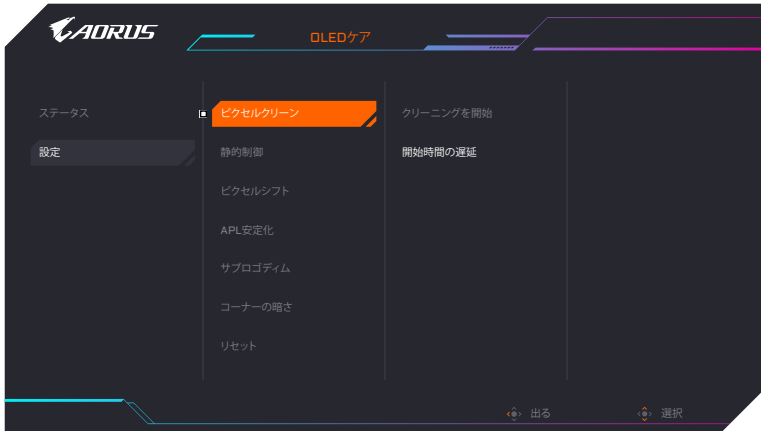 AORUS
OLEDケア
ステータス
設定
ピクセルクリーン
静的制御
ピクセルシフト
APL安定化
サブロゴディム
コーナーの暗さ
リセット
クリーニングを開始
開始時間の遅延
出る
選択